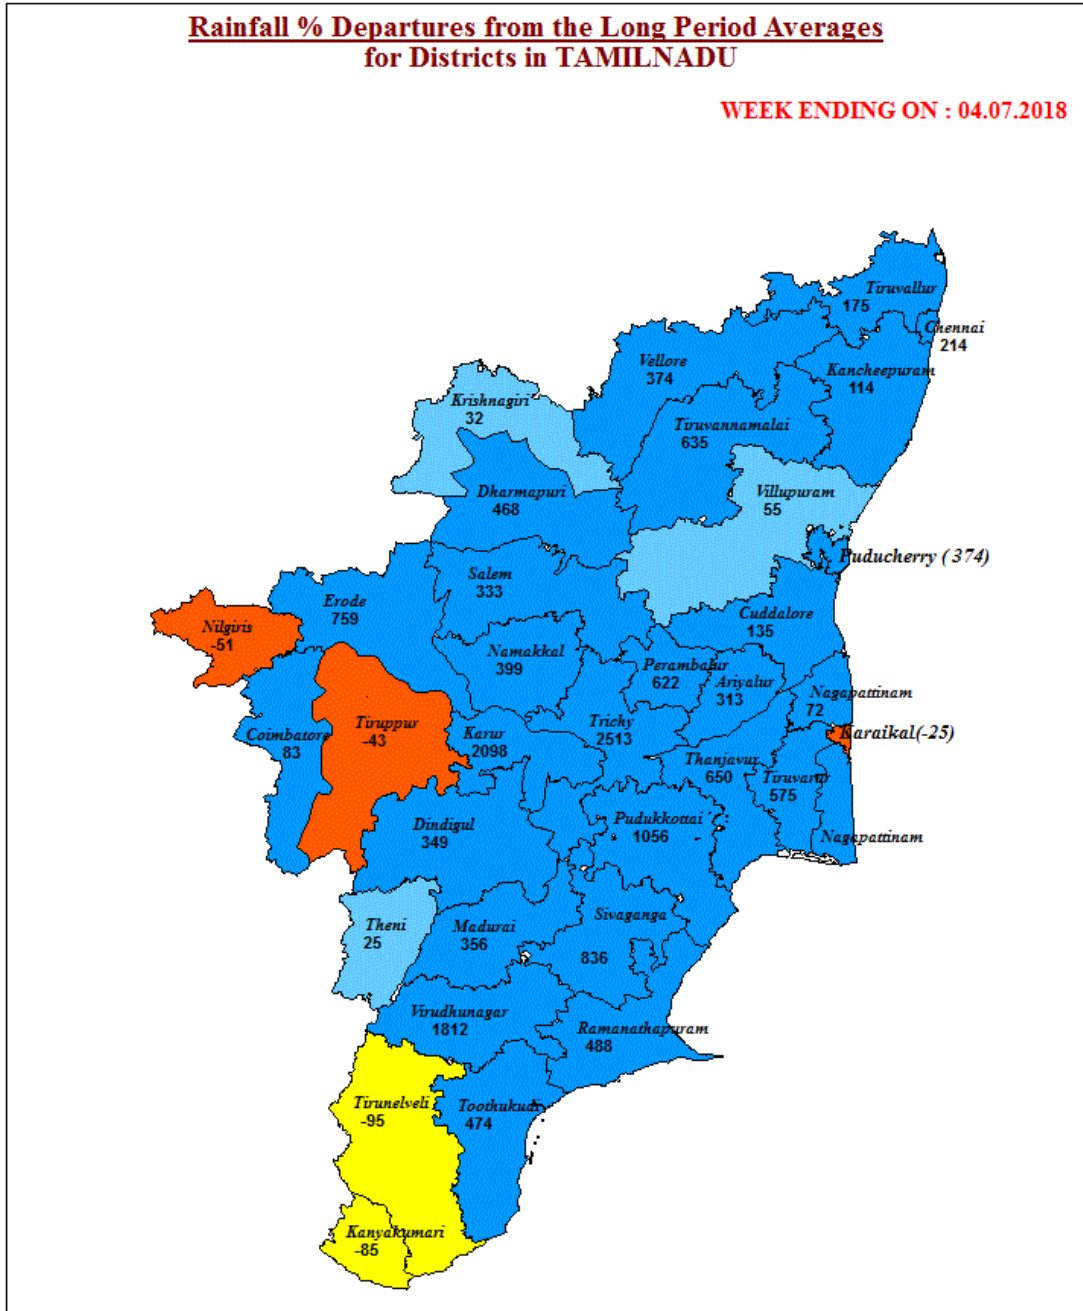 Rainfall % Departures from the Long Period Averages
for Districts in TAMILNADU
WEEK ENDING ON : 04.07.2018
Tiruvallur
175
Chennai
214
Vellore
374
Kancheepuram
114
Krishnagiri
32
Tiruvannamalai
635
Dharmapuri
468
Villupuram
55
Puducherry ( 374)
Salem
333
Erode
759
Cuddalore
135
Nilgiris
-51
Namakkal
399
Perambalur
622
Ariyalur
313
Nagapattinam
72
Tiruppur
-43
Coimbatore
83
Karur
2098
Trichy
2513
Karaikal(-25)
Thanjavur
650
Tiruvarur
575
Dindigul
349
Pudukkottai
1056
Nagapattinam
Theni
25
Madurai
356
Sivaganga
836
Virudhunagar
1812
Ramanathapuram
488
Tirunelveli
-95
Toothukudi
474
Kanyakumari
-85